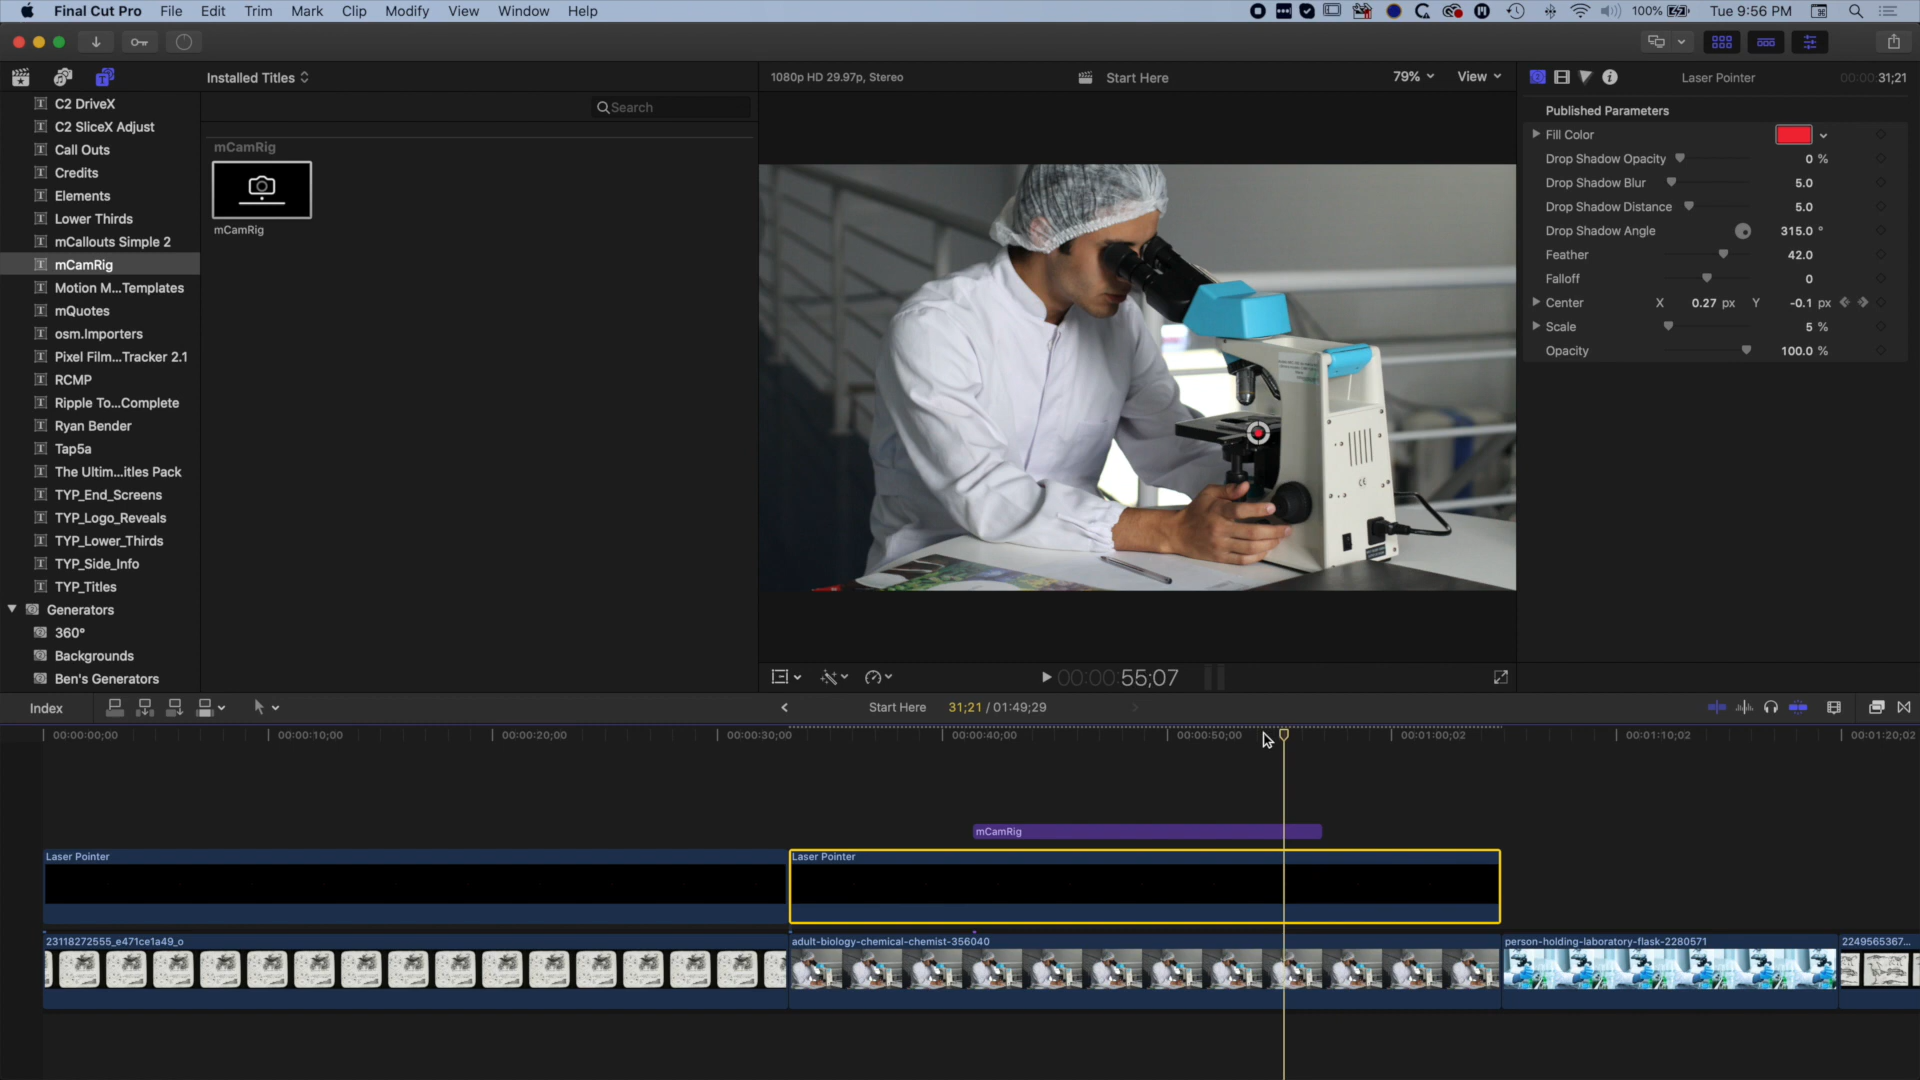 Final Cut Pro File Edit Trim Mark Clip Modify View Window Help
100% Tue 9:56 PM
Installed Titles
1080p HD 29.97p, Stereo
Start Here
79% View
Laser Pointer
00:00:31;21
C2 DriveX
C2 SliceX Adjust
Call Outs
Credits
Elements
Lower Thirds
mCallouts Simple 2
mCamRig
Motion M...Templates
mQuotes
osm.Importers
Pixel Film...Tracker 2.1
RCMP
Ripple To...Complete
Ryan Bender
Tap5a
The Ultim...itles Pack
TYP_End_Screens
TYP_Logo_Reveals
TYP_Lower_Thirds
TYP_Side_Info
TYP_Titles
Generators
360°
Backgrounds
Ben's Generators
Search
mCamRig
mCamRig
Published Parameters
Fill Color
Drop Shadow Opacity 0 %
Drop Shadow Blur 5.0
Drop Shadow Distance 5.0
Drop Shadow Angle 315.0 °
Feather 42.0
Falloff 0
Center X 0.27 px Y -0.1 px
Scale 5 %
Opacity 100.0 %
00:00:55;07
Index
Start Here 31;21 / 01:49;29
00:00:00;00 00:00:10;00 00:00:20;00 00:00:30;00 00:00:40;00 00:00:50;00 00:01:00;02 00:01:10;02 00:01:20;02
mCamRig
Laser Pointer
Laser Pointer
23118272555_e471ce1a49_o
adult-biology-chemical-chemist-356040
person-holding-laboratory-flask-2280571
2249565367...